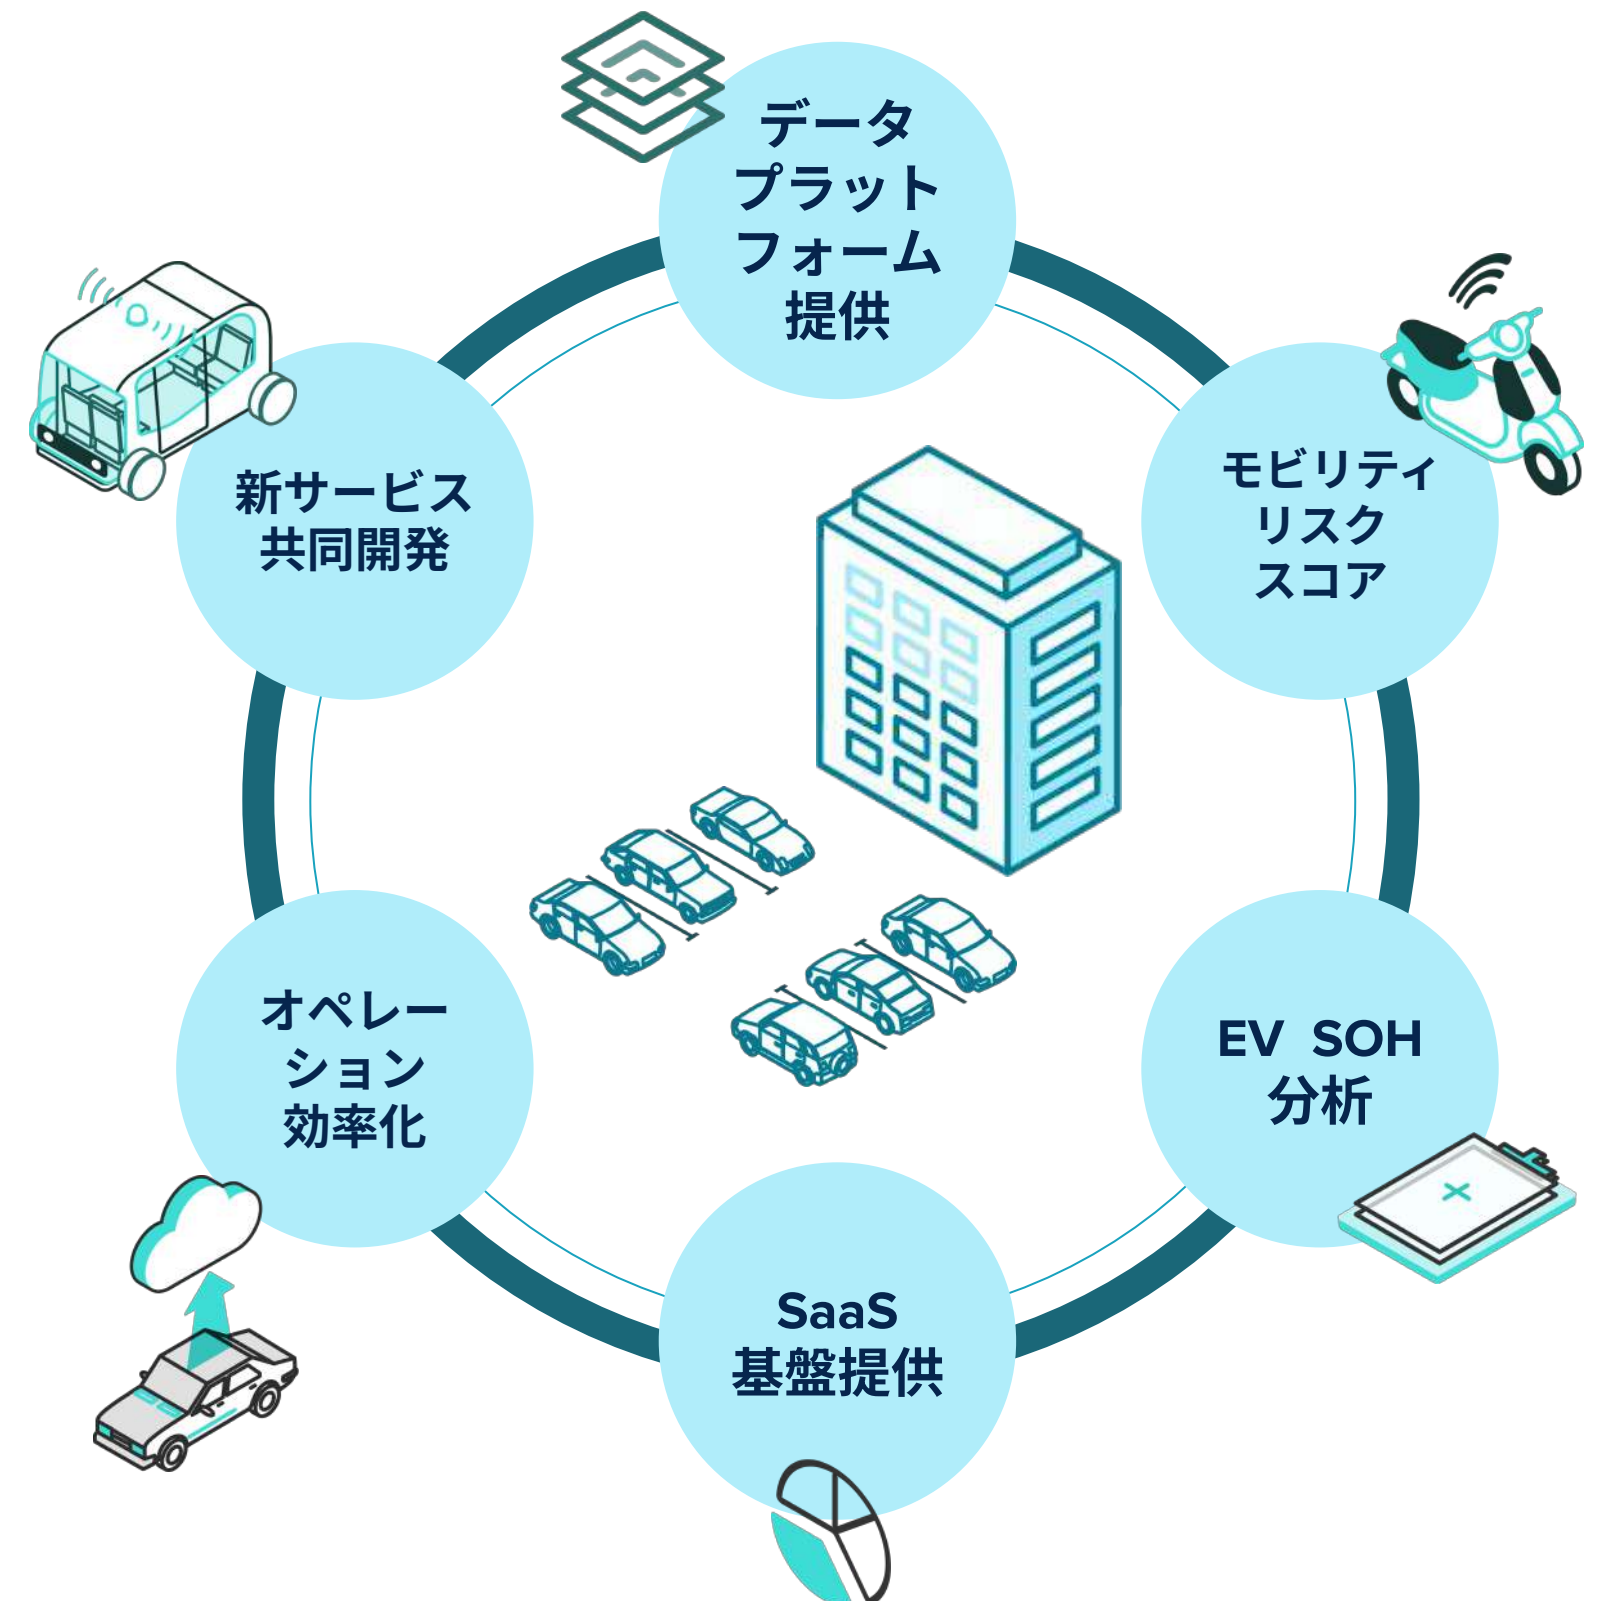 データ
プラット
フォーム
提供
モビリティ
リスク
スコア
EV SOH
分析
SaaS
基盤提供
オペレー
ション
効率化
新サービス
共同開発